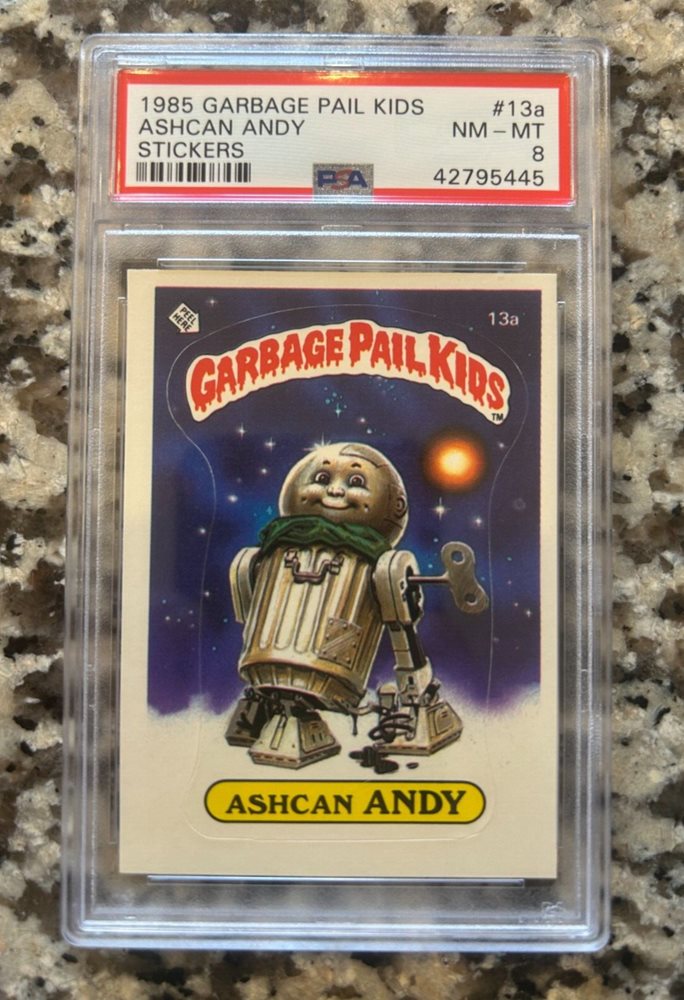 1985 GARBAGE PAIL KIDS #13a
ASHCAN ANDY NM-MT
STICKERS 8
PSA 42795445
PEEL HERE
13a
GARBAGE PAIL KIDS
TM
ASHCAN ANDY